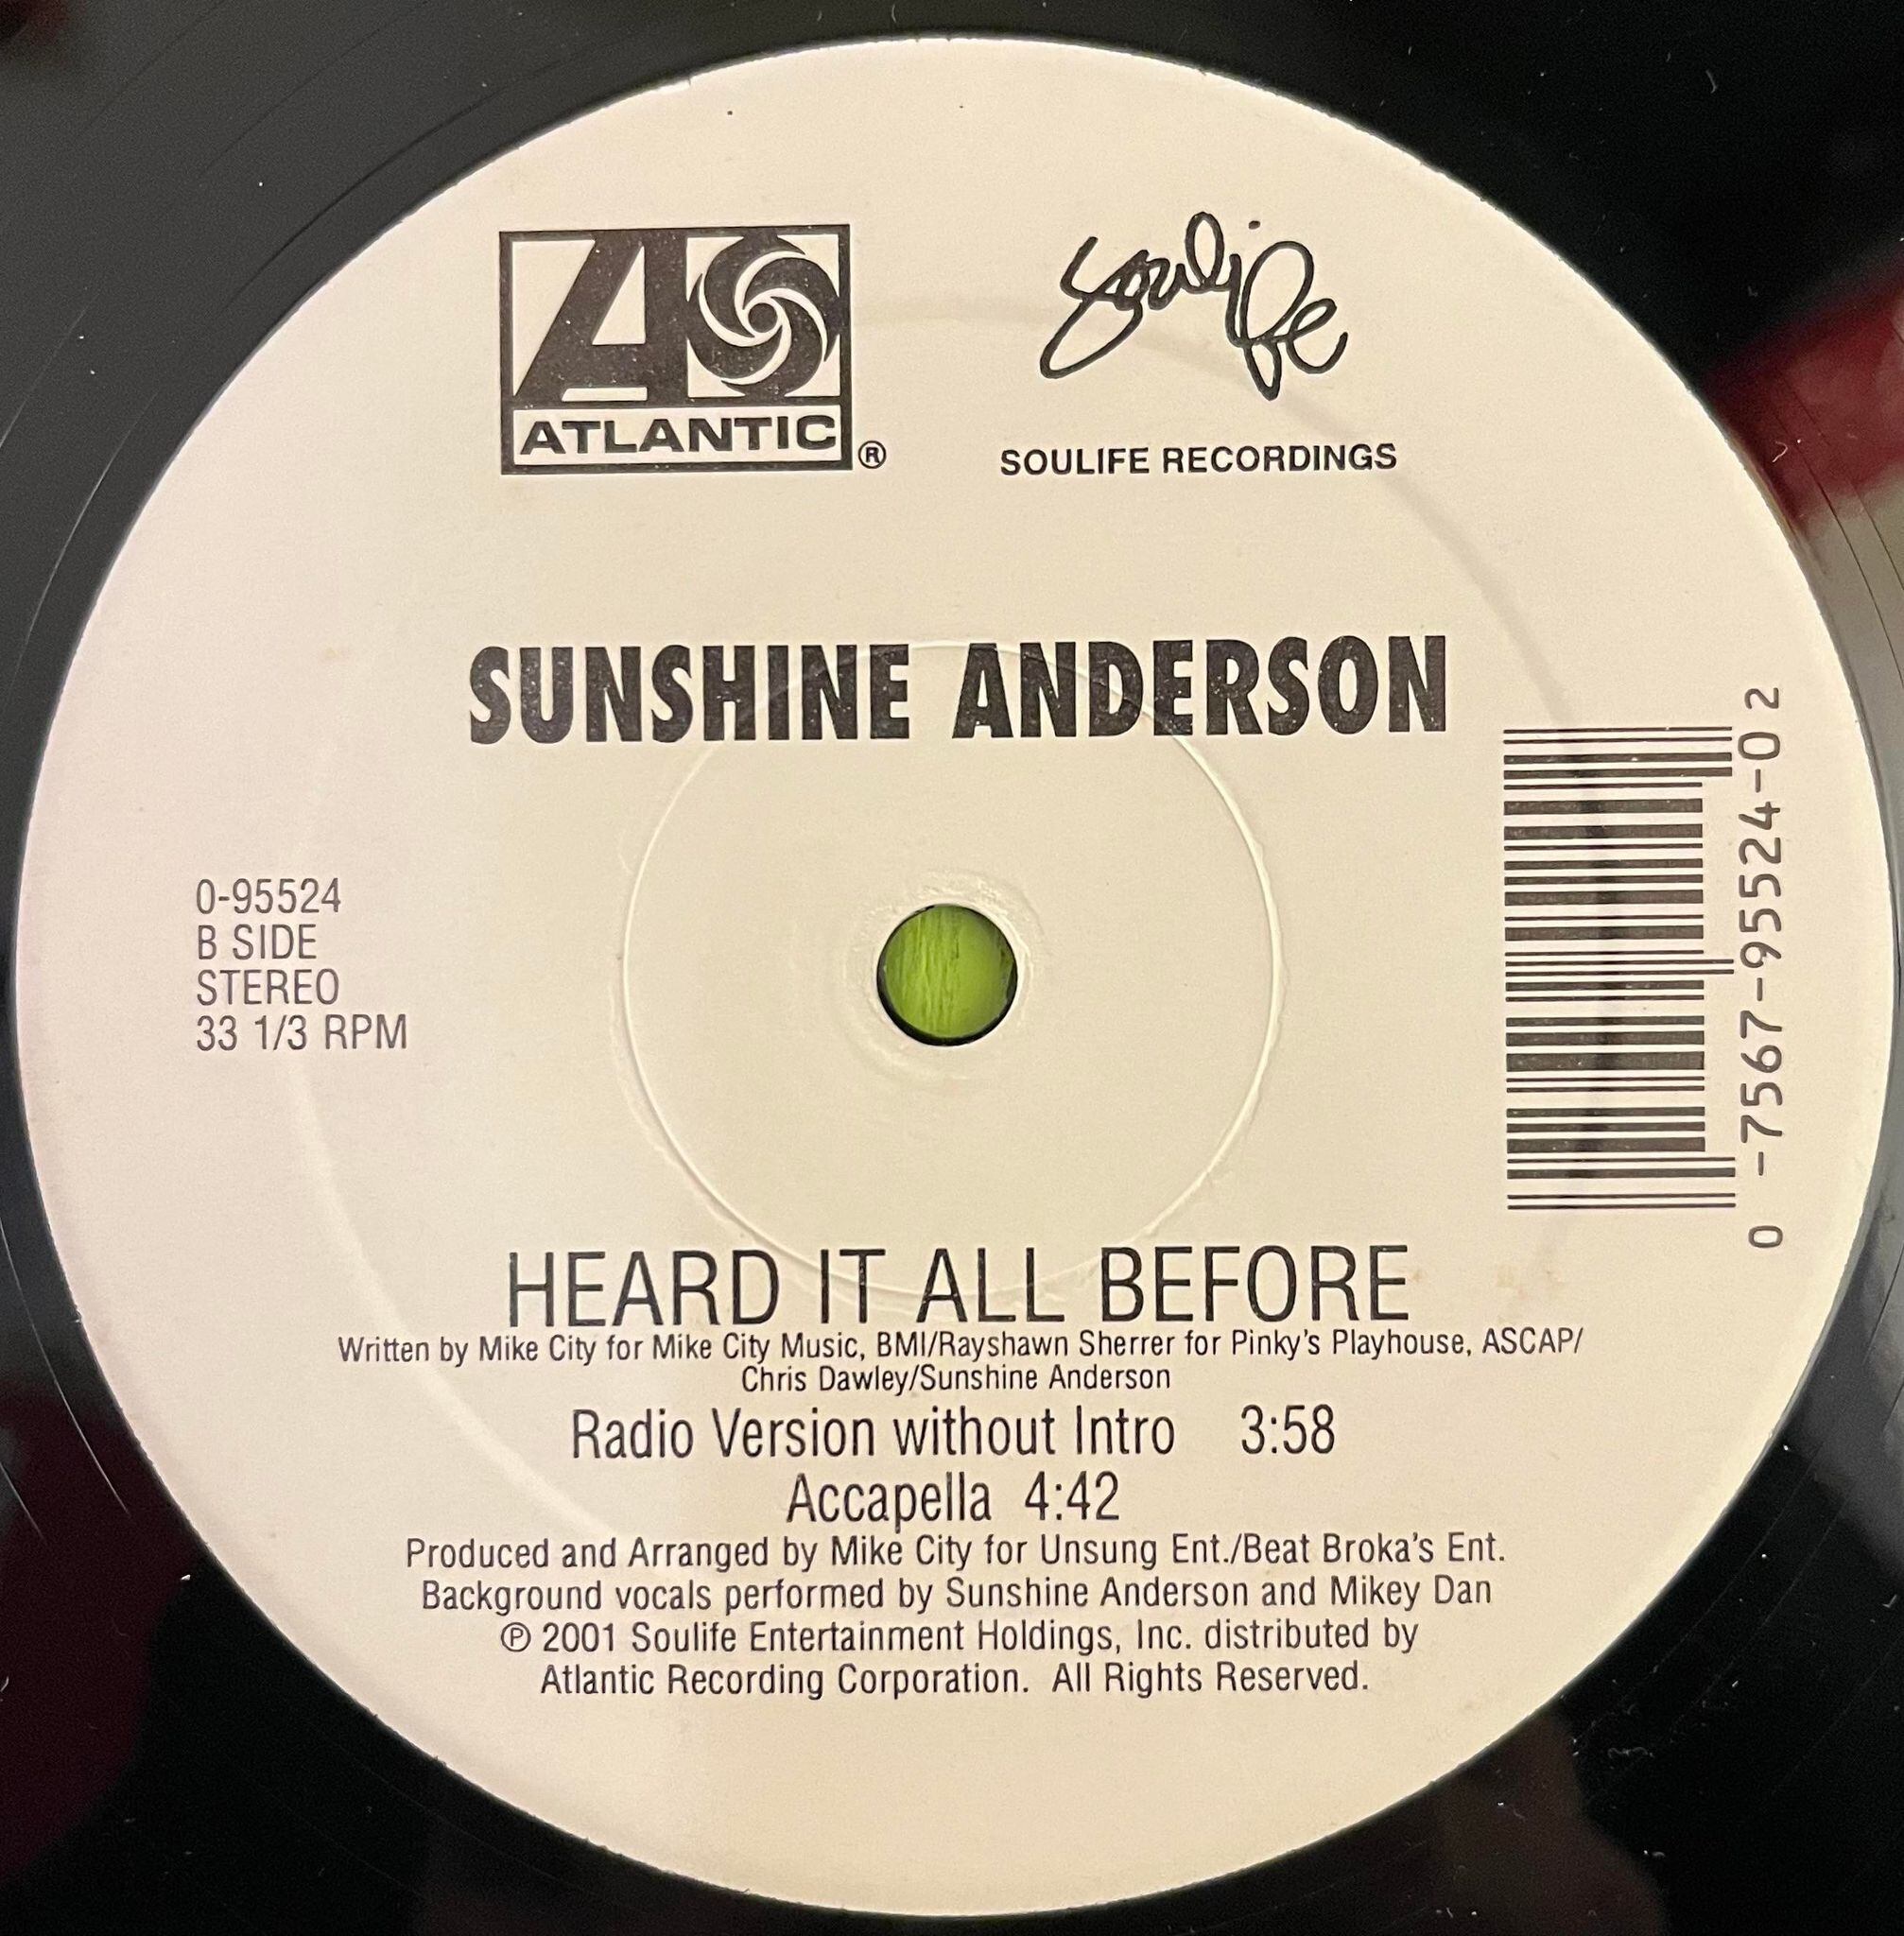 ATLANTIC
®
soulife
SOULIFE RECORDINGS
SUNSHINE ANDERSON
0-95524
B SIDE
STEREO
33 1/3 RPM
0-7567-95524-0 2
HEARD IT ALL BEFORE
Written by Mike City for Mike City Music, BMI/Rayshawn Sherrer for Pinky's Playhouse, ASCAP/
Chris Dawley/Sunshine Anderson
Radio Version without Intro 3:58
Accapella 4:42
Produced and Arranged by Mike City for Unsung Ent./Beat Broka's Ent.
Background vocals performed by Sunshine Anderson and Mikey Dan
℗ 2001 Soulife Entertainment Holdings, Inc. distributed by
Atlantic Recording Corporation. All Rights Reserved.